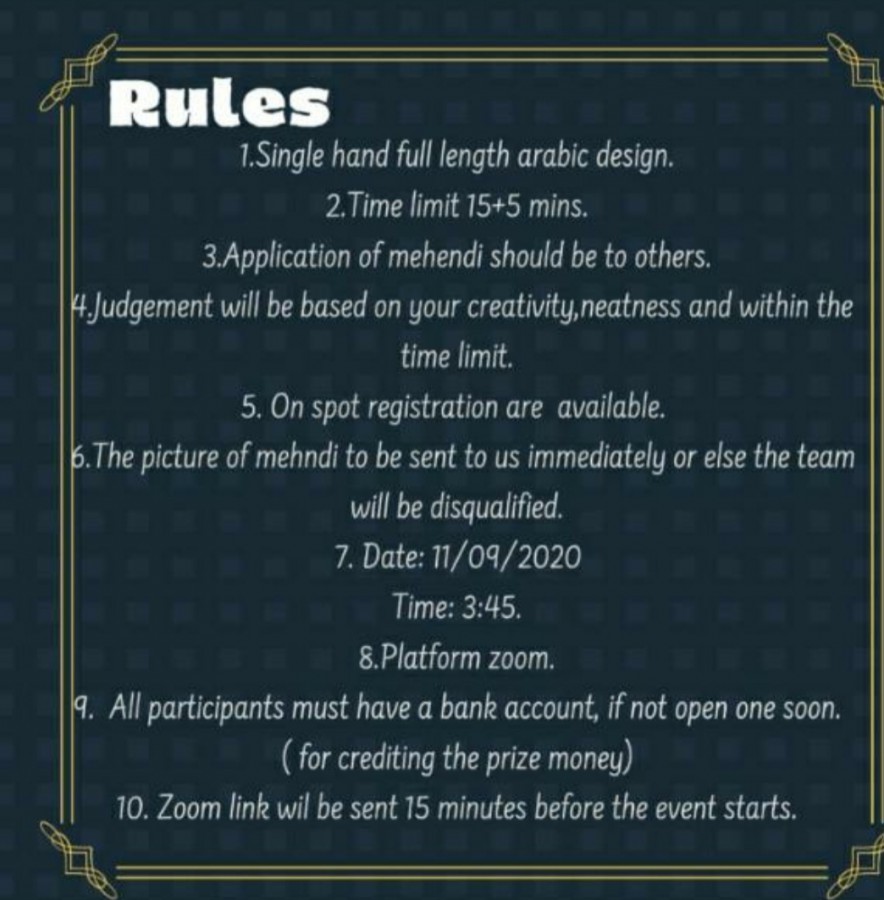 Rules
1.Single hand full length arabic design.
2.Time limit 15+5 mins.
3.Application of mehendi should be to others.
4.Judgement will be based on your creativity,neatness and within the
time limit.
5. On spot registration are  available.
6.The picture of mehndi to be sent to us immediately or else the team
will be disqualified.
7. Date: 11/09/2020
Time: 3:45.
8.Platform zoom.
9.  All participants must have a bank account, if not open one soon.
( for crediting the prize money)
10. Zoom link wil be sent 15 minutes before the event starts.